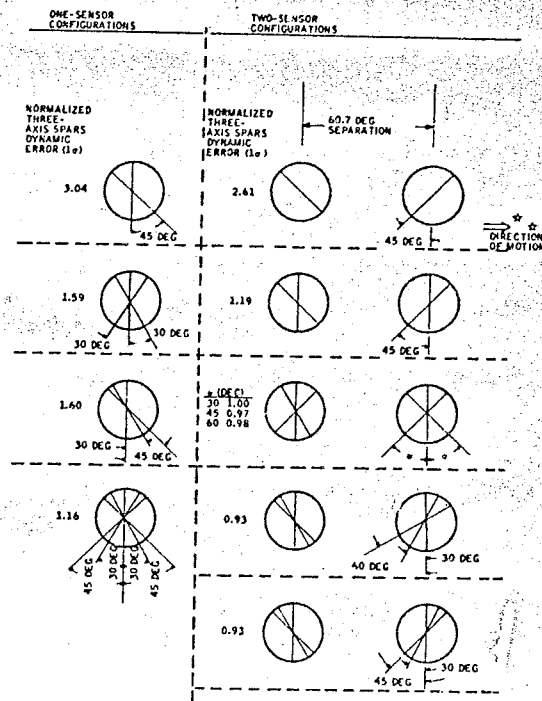 ONE-SENSOR
CONFIGURATIONS
TWO-SENSOR
CONFIGURATIONS
NORMALIZED
THREE-
AXIS SPARS
DYNAMIC
ERROR (1σ)
NORMALIZED
THREE-
AXIS SPARS
DYNAMIC
ERROR (1σ)
60.7 DEG
SEPARATION
3.04
45 DEG
2.61
45 DEG
DIRECTION
OF MOTION
1.59
30 DEG
30 DEG
1.19
45 DEG
1.60
30 DEG
45 DEG
(DEG)
30 1.00
45 0.97
60 0.98
1.16
45 DEG
30 DEG
30 DEG
45 DEG
0.93
60 DEG
30 DEG
0.93
45 DEG
30 DEG